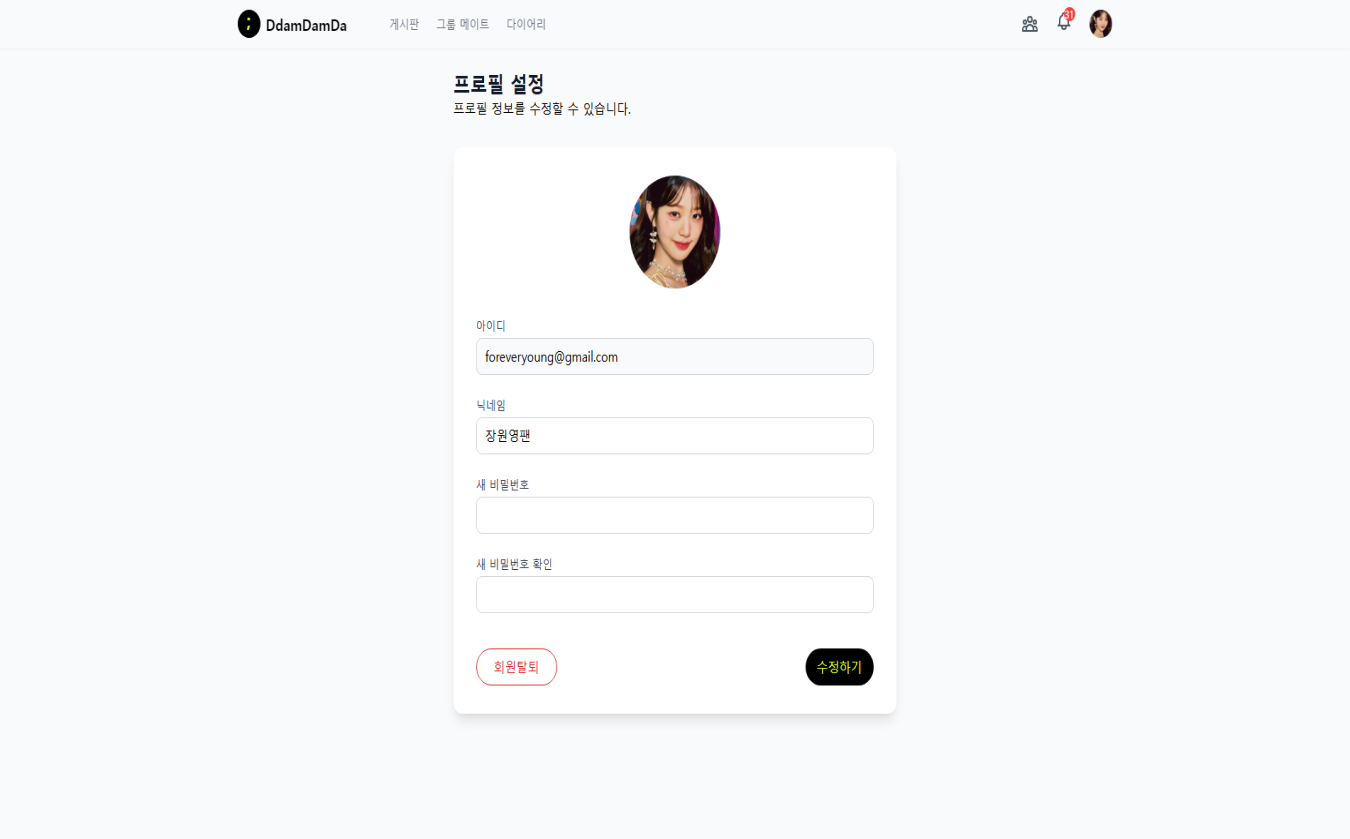 ; DdamDamDa
게시판 그룹 메이트 다이어리
31
프로필 설정
프로필 정보를 수정할 수 있습니다.
아이디
foreveryoung@gmail.com
닉네임
장원영팬
새 비밀번호
새 비밀번호 확인
회원탈퇴
수정하기